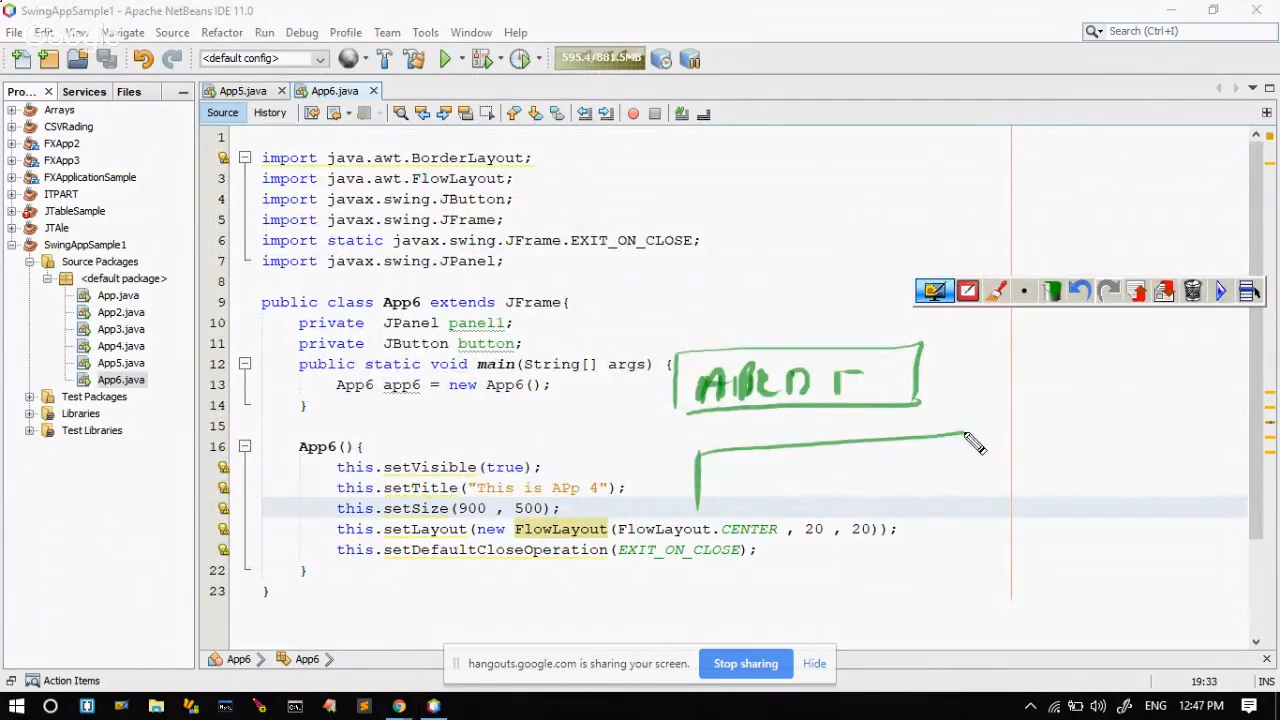 SwingAppSample1 - Apache NetBeans IDE 11.0
Google
File Edit View Navigate Source Refactor Run Debug Profile Team Tools Window Help
Search (Ctrl+I)
<default config>
595.4/881.5MB
Pro... Services Files
App5.java App6.java
Source History
Arrays
CSVRading
FXApp2
FXApp3
FXApplicationSample
ITPART
JTableSample
JTAle
SwingAppSample1
Source Packages
<default package>
App.java
App2.java
App3.java
App4.java
App5.java
App6.java
Test Packages
Libraries
Test Libraries
1
import java.awt.BorderLayout;
3 import java.awt.FlowLayout;
4 import javax.swing.JButton;
5 import javax.swing.JFrame;
6 import static javax.swing.JFrame.EXIT_ON_CLOSE;
7 import javax.swing.JPanel;
8
9 public class App6 extends JFrame{
10 private JPanel panel1;
11 private JButton button;
12 public static void main(String[] args) {
13 App6 app6 = new App6();
14 }
15
16 App6(){
this.setVisible(true);
this.setTitle("This is APp 4");
this.setSize(900 , 500);
this.setLayout(new FlowLayout(FlowLayout.CENTER , 20 , 20));
this.setDefaultCloseOperation(EXIT_ON_CLOSE);
22 }
23 }
App6 App6
hangouts.google.com is sharing your screen. Stop sharing Hide
Action Items
19:33 INS
ENG 12:47 PM